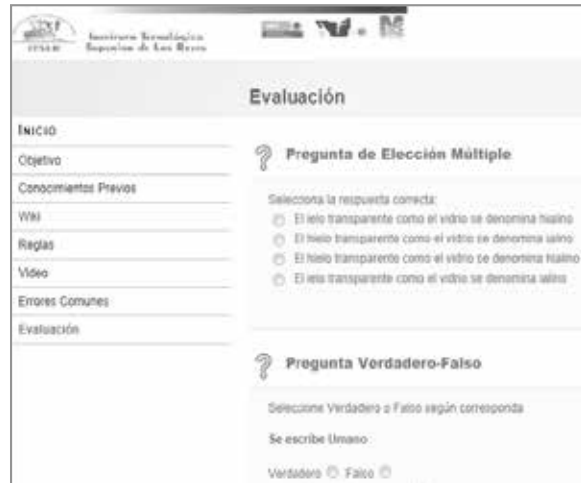 ITSLR
Instituto Tecnológico
Superior de Los Reyes
Evaluación
INICIO
Objetivo
Conocimientos Previos
Wiki
Reglas
Video
Errores Comunes
Evaluación
Pregunta de Elección Múltiple
Selecciona la respuesta correcta:
El ielo transparente como el vidrio se denomina hialino
El hielo transparente como el vidrio se denomina ialino
El hielo transparente como el vidrio se denomina hialino
El ielo transparente como el vidrio se denomina ialino
Pregunta Verdadero-Falso
Seleccione Verdadero o Falso según corresponda
Se escribe Umano
Verdadero Falso